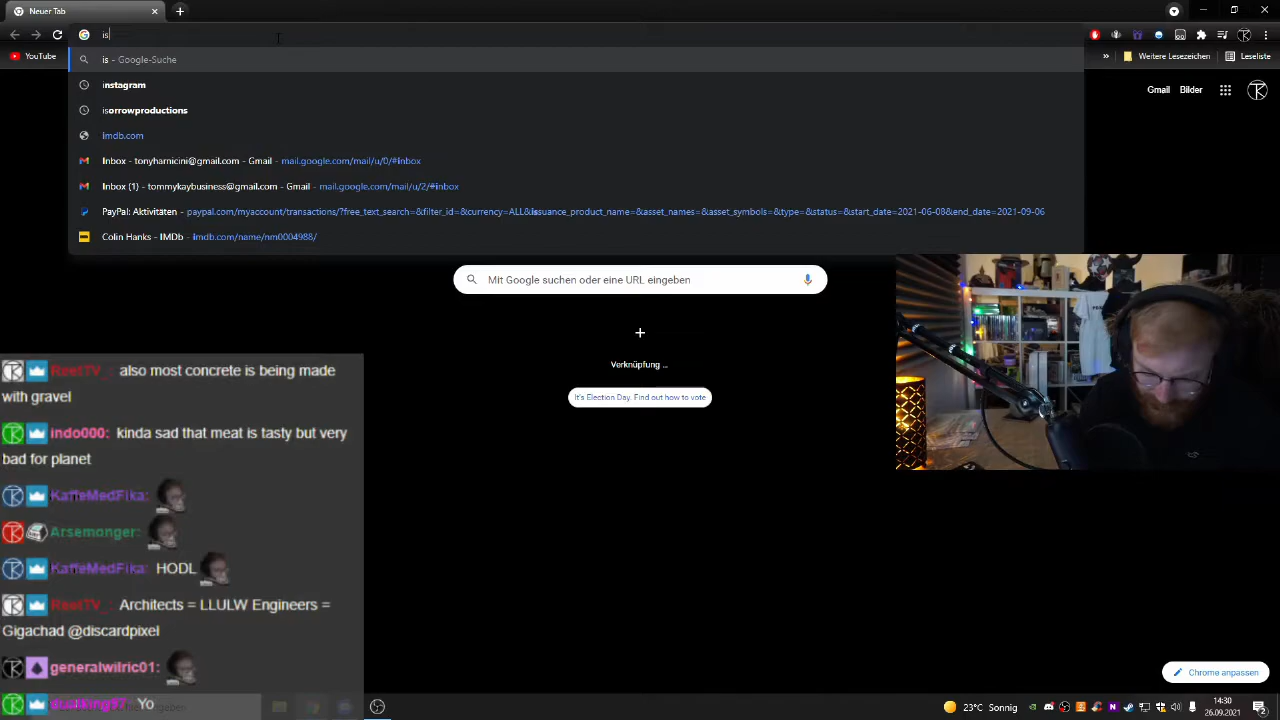 Neuer Tab
is
YouTube
Weitere Lesezeichen
Leseliste
is - Google-Suche
instagram
isorrowproductions
imdb.com
Inbox - tonyharnicini@gmail.com - Gmail - mail.google.com/mail/u/0/#inbox
Inbox (1) - tommykaybusiness@gmail.com - Gmail - mail.google.com/mail/u/2/#inbox
PayPal: Aktivitäten - paypal.com/myaccount/transactions/?free_text_search=&filter_id=&currency=ALL&issuance_product_name=&asset_names=&asset_symbols=&type=&status=&start_date=2021-06-08&end_date=2021-09-06
Colin Hanks - IMDb - imdb.com/name/nm0004988/
Gmail Bilder
Mit Google suchen oder eine URL eingeben
Verknüpfung ...
It's Election Day. Find out how to vote
ReetTV_: also most concrete is being made
with gravel
indo000: kinda sad that meat is tasty but very
bad for planet
KaffeMedFika:
Arsemonger:
KaffeMedFika: HODL
ReetTV_: Architects = LLULW Engineers =
Gigachad @discardpixel
generalwilric01:
Yo
Chrome anpassen
23°C Sonnig
14:30
26.09.2021